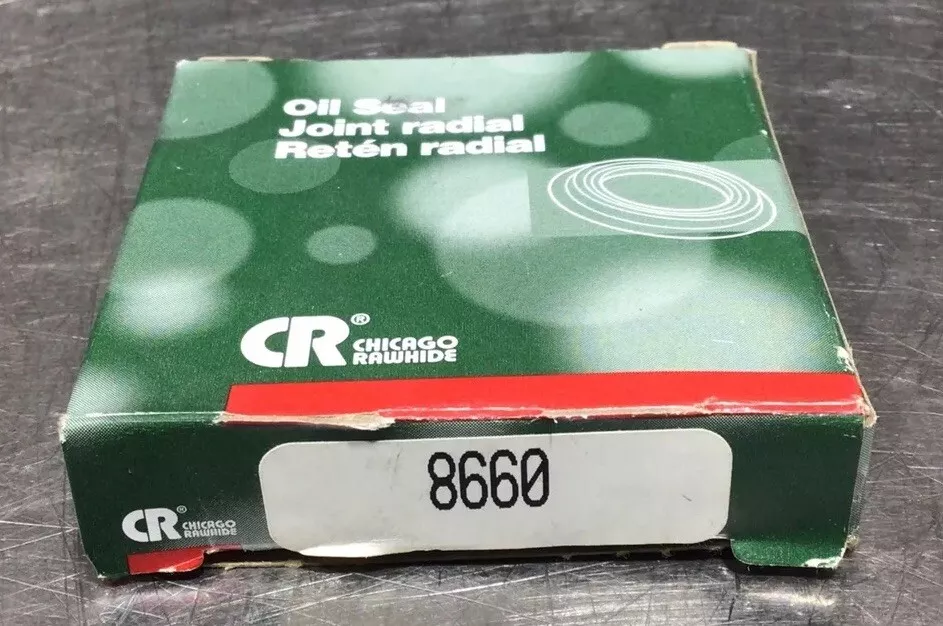 Oil Seal
Joint radial
Retén radial
CR® CHICAGO
RAWHIDE
8660
CR® CHICAGO
RAWHIDE